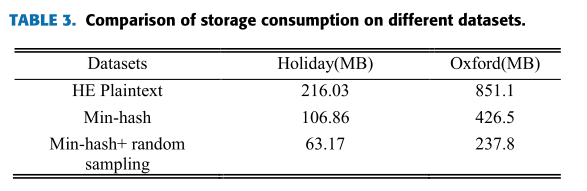 TABLE 3. Comparison of storage consumption on different datasets.
Datasets Holiday(MB) Oxford(MB)
HE Plaintext 216.03 851.1
Min-hash 106.86 426.5
Min-hash+ random 63.17 237.8
sampling